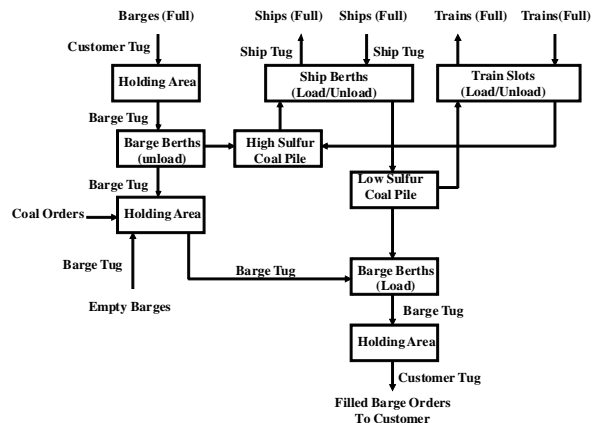 Barges (Full)
Ships (Full)
Ships (Full)
Trains (Full)
Trains(Full)
Customer Tug
Ship Tug
Ship Tug
Holding Area
Ship Berths
(Load/Unload)
Train Slots
(Load/Unload)
Barge Tug
Barge Berths
(unload)
High Sulfur
Coal Pile
Barge Tug
Low Sulfur
Coal Pile
Coal Orders
Holding Area
Barge Tug
Barge Tug
Barge Berths
(Load)
Empty Barges
Barge Tug
Holding Area
Customer Tug
Filled Barge Orders
To Customer